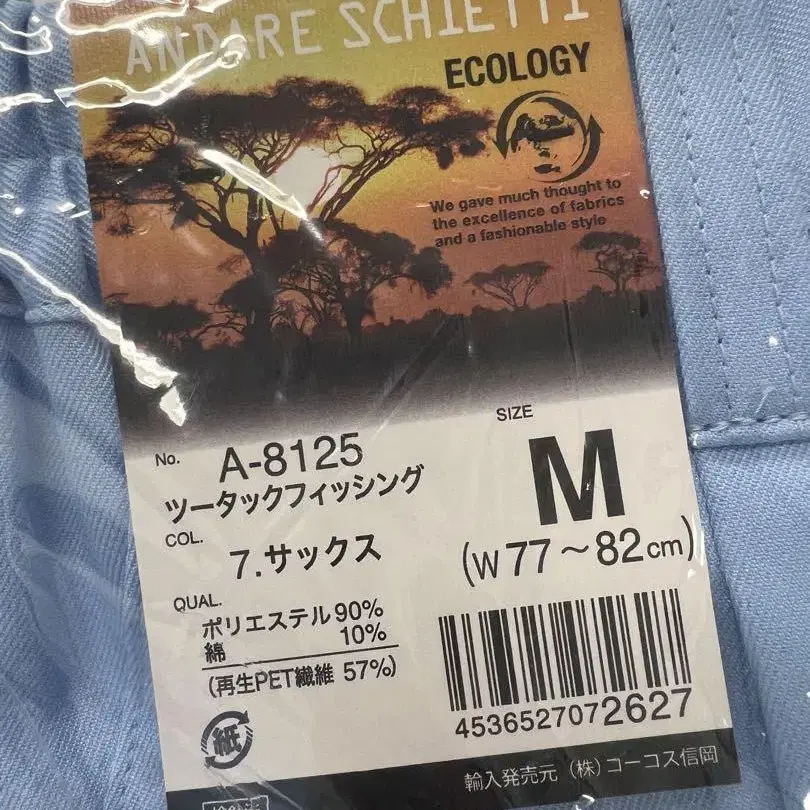 ANDARE SCHIETTI
ECOLOGY
We gave much thought to
the excellence of fabrics
and a fashionable style
No. A-8125
ツータックフィッシング
COL. 7.サックス
QUAL. ポリエステル 90%
綿 10%
(再生PET繊維 57%)
紙
SIZE
M
(W 77~82cm)
4536527072627
輸入発売元 (株)コーコス信岡